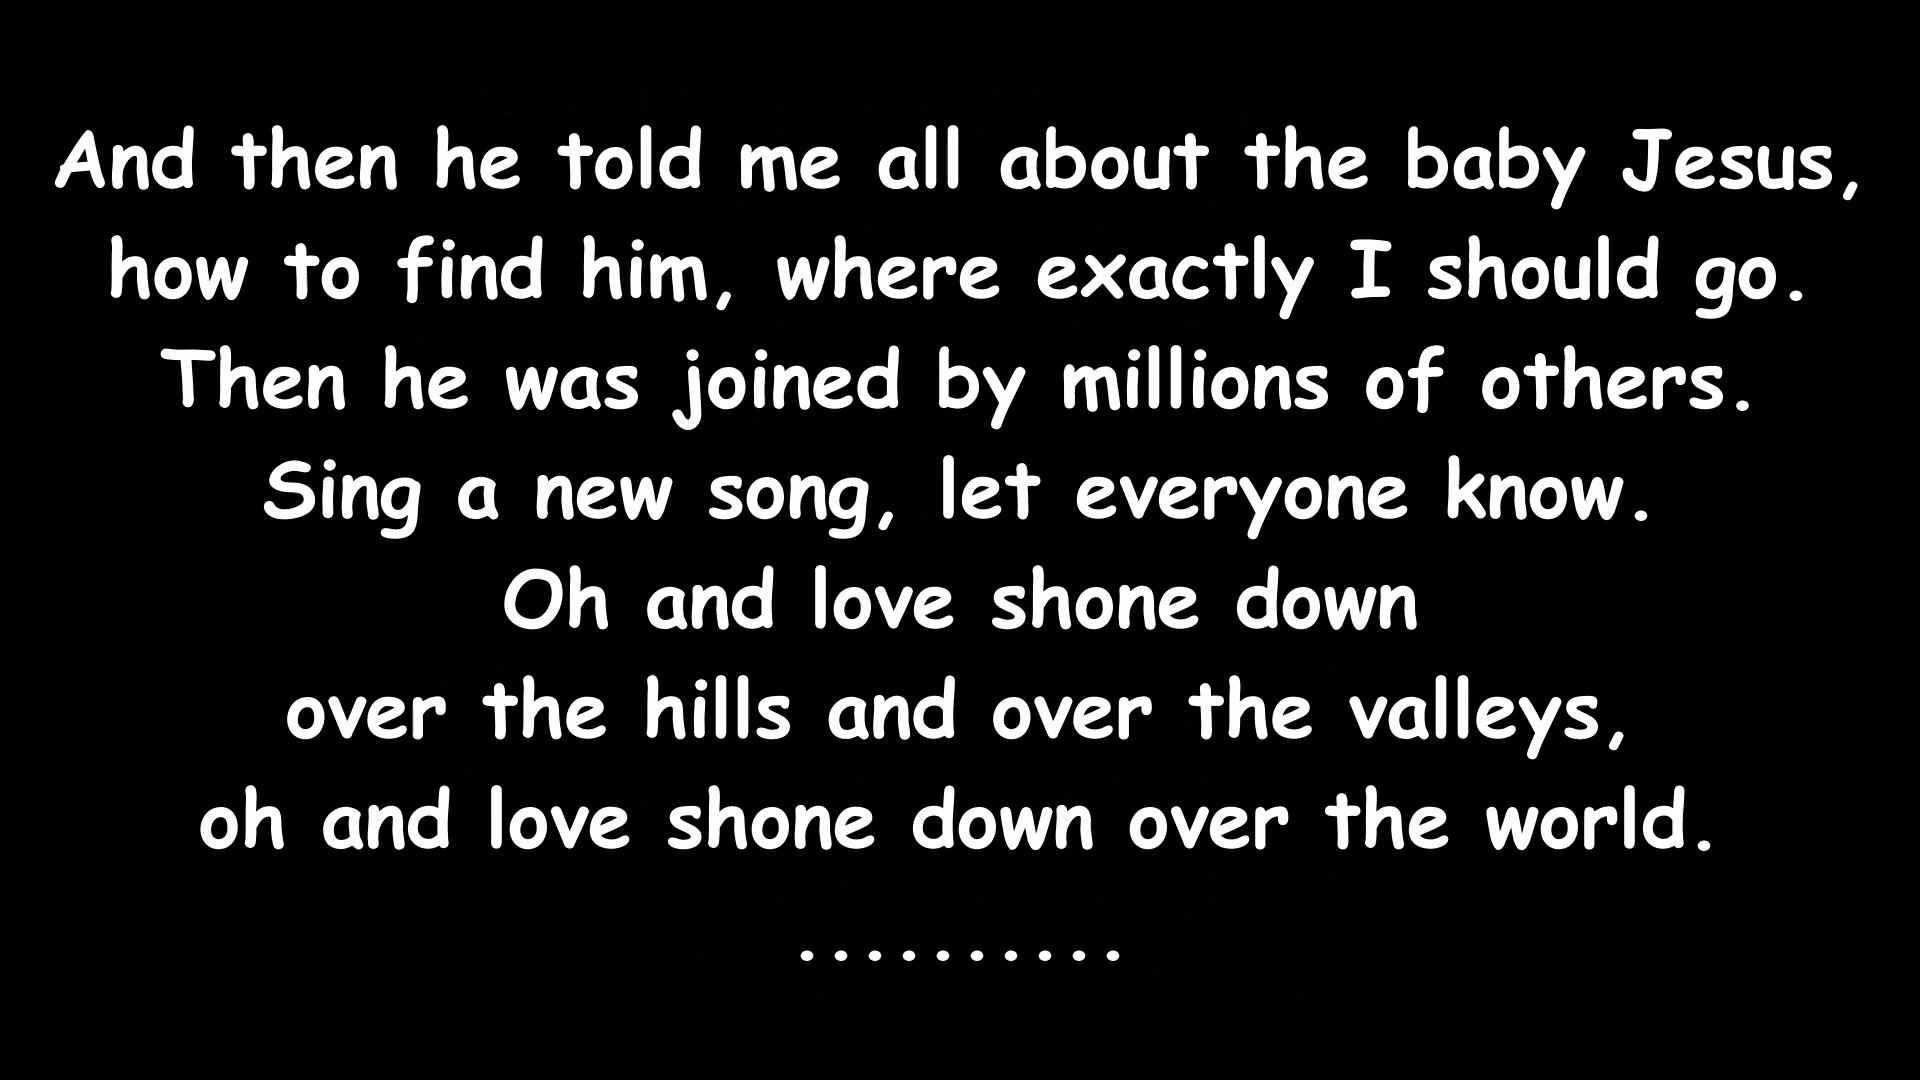 And then he told me all about the baby Jesus,
how to find him, where exactly I should go.
Then he was joined by millions of others.
Sing a new song, let everyone know.
Oh and love shone down
over the hills and over the valleys,
oh and love shone down over the world.
..........